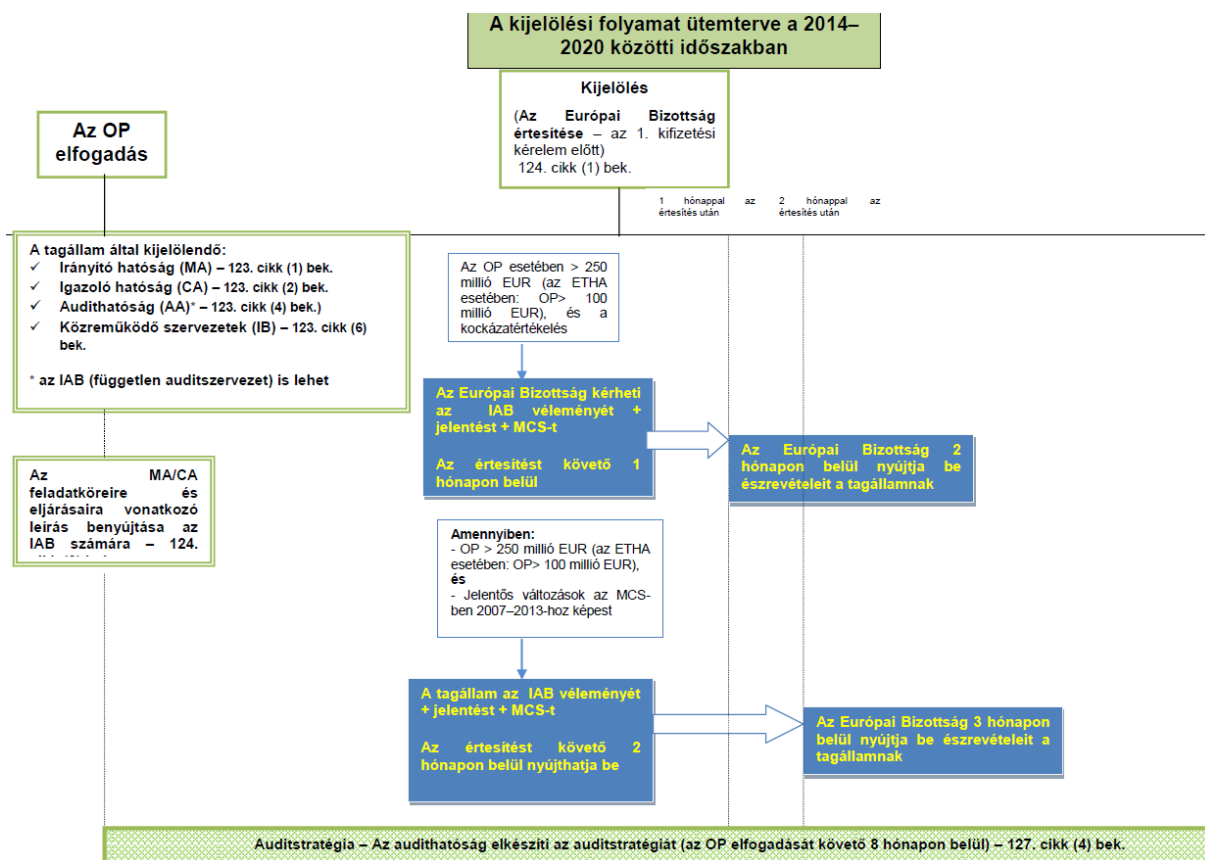 A kijelölési folyamat ütemterve a 2014–
2020 közötti időszakban
Kijelölés
(Az Európai Bizottság
értesítése – az 1. kifizetési
kérelem előtt)
124. cikk (1) bek.
Az OP
elfogadás
1 hónappal az
értesítés után
2 hónappal az
értesítés után
A tagállam által kijelölendő:
✓ Irányító hatóság (MA) – 123. cikk (1) bek.
✓ Igazoló hatóság (CA) – 123. cikk (2) bek.
✓ Audithatóság (AA)* – 123. cikk (4) bek.)
✓ Közreműködő szervezetek (IB) – 123. cikk (6)
bek.
* az IAB (független auditszervezet) is lehet
Az OP esetében > 250
millió EUR (az ETHA
esetében: OP> 100
millió EUR), és a
kockázatértékelés
Az Európai Bizottság kérheti
az IAB véleményét +
jelentést + MCS-t
Az értesítést követő 1
hónapon belül
Az Európai Bizottság 2
hónapon belül nyújtja be
észrevételeit a tagállamnak
Az MA/CA
feladatköreire és
eljárásaira vonatkozó
leírás benyújtása az
IAB számára – 124.
Amennyiben:
- OP > 250 millió EUR (az ETHA
esetében: OP> 100 millió EUR),
és
- Jelentős változások az MCS-
ben 2007–2013-hoz képest
A tagállam az IAB véleményét
+ jelentést + MCS-t
Az értesítést követő 2
hónapon belül nyújthatja be
Az Európai Bizottság 3 hónapon
belül nyújtja be észrevételeit a
tagállamnak
Auditstratégia – Az audithatóság elkészíti az auditstratégiát (az OP elfogadását követő 8 hónapon belül) – 127. cikk (4) bek.